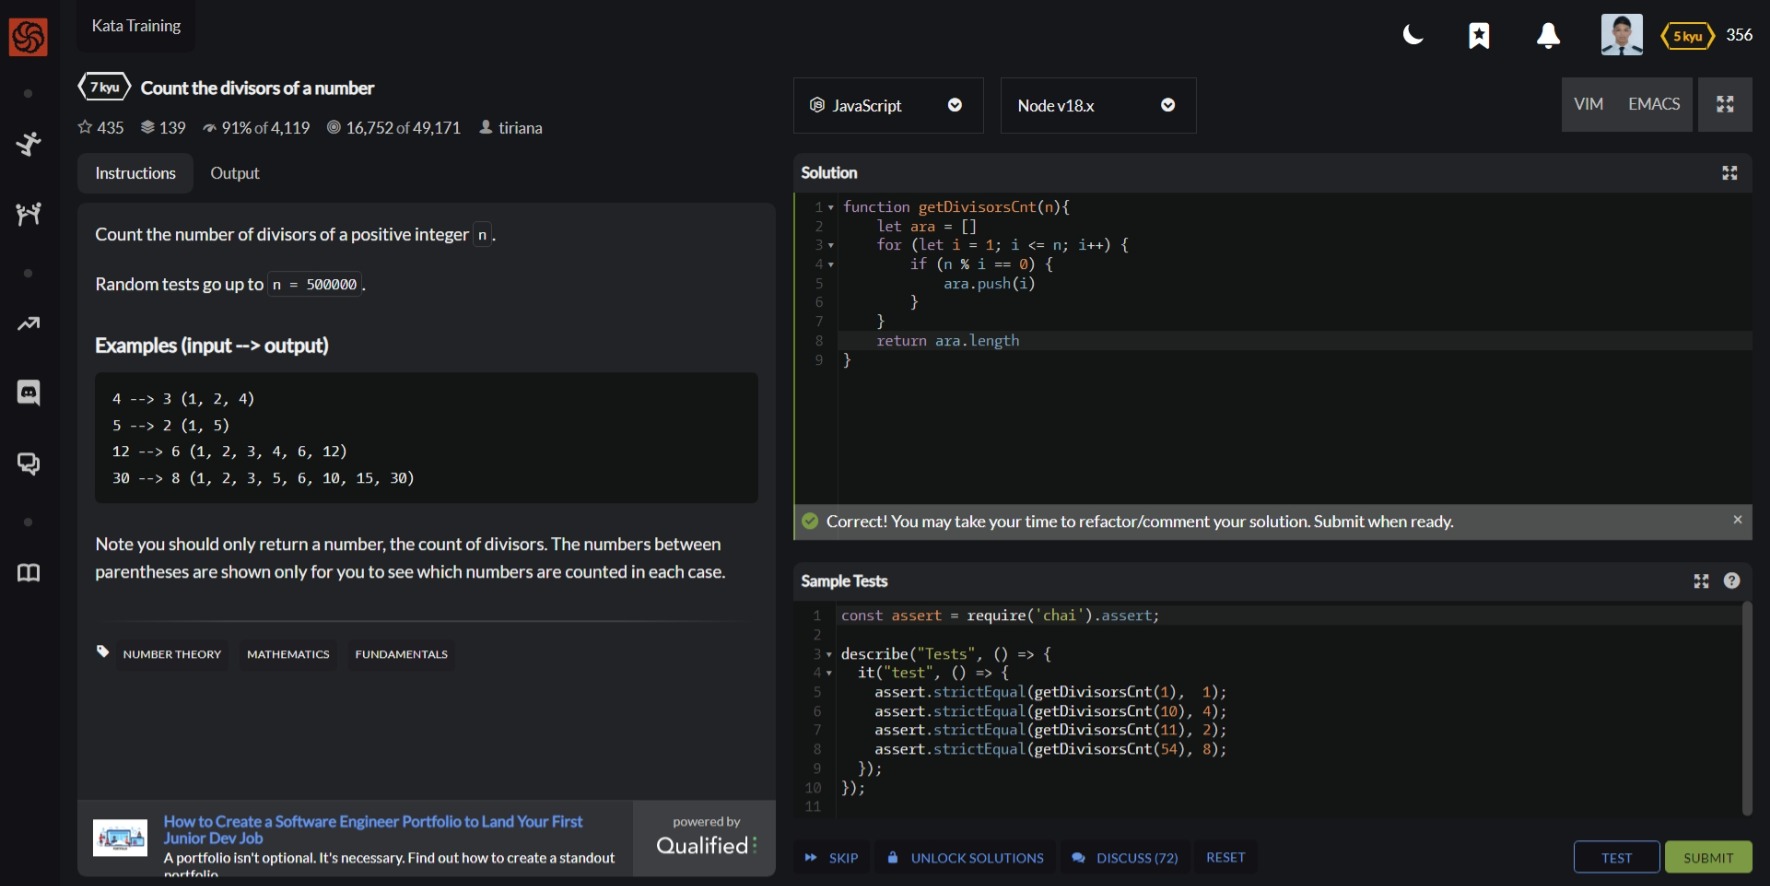 Kata Training
5 kyu 356
7 kyu Count the divisors of a number
435 139 91% of 4,119 16,752 of 49,171 tiriana
Instructions Output
Count the number of divisors of a positive integer n.
Random tests go up to n = 500000.
Examples (input --> output)
4 --> 3 (1, 2, 4)
5 --> 2 (1, 5)
12 --> 6 (1, 2, 3, 4, 6, 12)
30 --> 8 (1, 2, 3, 5, 6, 10, 15, 30)
Note you should only return a number, the count of divisors. The numbers between
parentheses are shown only for you to see which numbers are counted in each case.
NUMBER THEORY MATHEMATICS FUNDAMENTALS
How to Create a Software Engineer Portfolio to Land Your First
Junior Dev Job
A portfolio isn't optional. It's necessary. Find out how to create a standout
portfolio
powered by
Qualified
JavaScript Node v18.x VIM EMACS
Solution
1 function getDivisorsCnt(n){
2 let ara = []
3 for (let i = 1; i <= n; i++) {
4 if (n % i == 0) {
5 ara.push(i)
6 }
7 }
8 return ara.length
9 }
Correct! You may take your time to refactor/comment your solution. Submit when ready. ×
Sample Tests
1 const assert = require('chai').assert;
2
3 describe("Tests", () => {
4 it("test", () => {
5 assert.strictEqual(getDivisorsCnt(1), 1);
6 assert.strictEqual(getDivisorsCnt(10), 4);
7 assert.strictEqual(getDivisorsCnt(11), 2);
8 assert.strictEqual(getDivisorsCnt(54), 8);
9 });
10 });
11
SKIP UNLOCK SOLUTIONS DISCUSS (72) RESET TEST SUBMIT